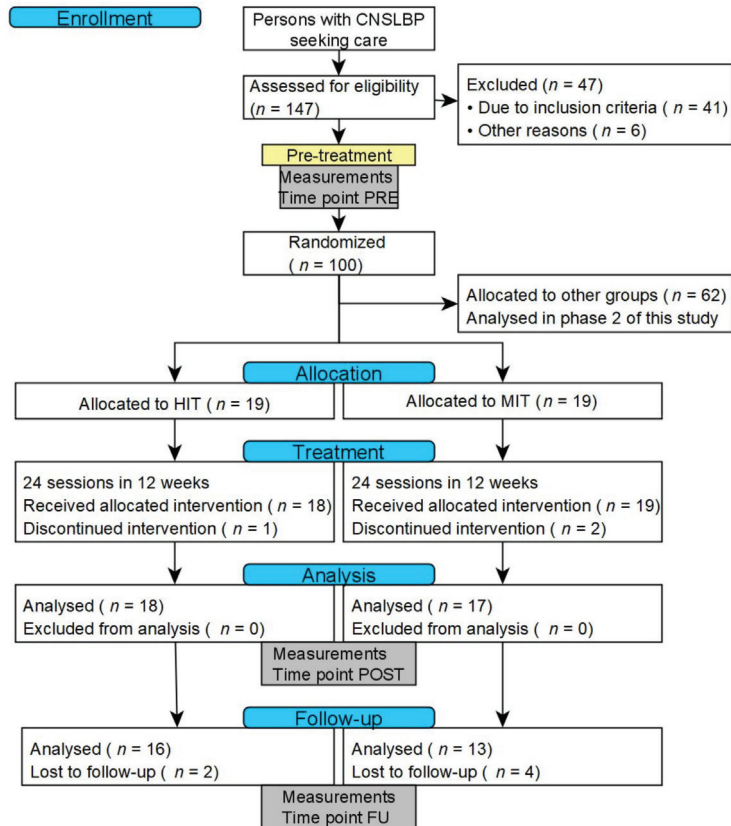 Enrollment
Persons with CNSLBP
seeking care
Assessed for eligibility
(n = 147)
Excluded (n = 47)
• Due to inclusion criteria ( n = 41)
• Other reasons ( n = 6)
Pre-treatment
Measurements
Time point PRE
Randomized
( n = 100)
Allocated to other groups ( n = 62)
Analysed in phase 2 of this study
Allocation
Allocated to HIT ( n = 19)
Allocated to MIT ( n = 19)
Treatment
24 sessions in 12 weeks
Received allocated intervention ( n = 18)
Discontinued intervention ( n = 1)
24 sessions in 12 weeks
Received allocated intervention ( n = 19)
Discontinued intervention ( n = 2)
Analysis
Analysed ( n = 18)
Excluded from analysis ( n = 0)
Analysed ( n = 17)
Excluded from analysis ( n = 0)
Measurements
Time point POST
Follow-up
Analysed ( n = 16)
Lost to follow-up ( n = 2)
Analysed ( n = 13)
Lost to follow-up ( n = 4)
Measurements
Time point FU